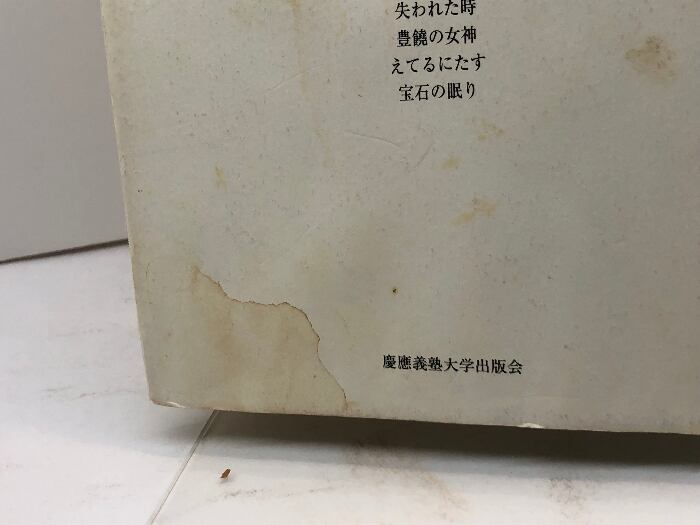 失われた時
豊饒の女神
えてるにたす
宝石の眠り
慶應義塾大学出版会